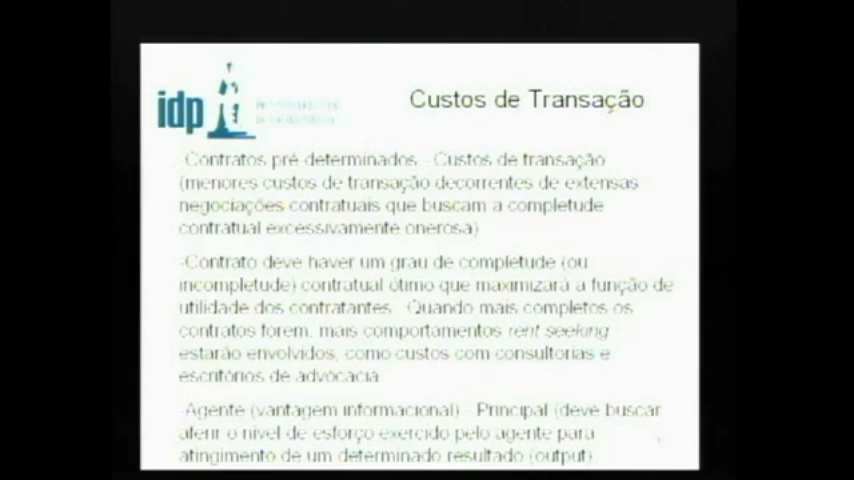 idp
Custos de Transação
-Contratos pré determinados - Custos de transação
(menores custos de transação decorrentes de extensas
negociações contratuais que buscam a completude
contratual excessivamente onerosa)
-Contrato deve haver um grau de completude (ou
incompletude) contratual ótimo que maximizará a função de
utilidade dos contratantes. Quando mais completos os
contratos forem, mais comportamentos rent seeking
estarão envolvidos, como custos com consultorias e
escritórios de advocacia
-Agente (vantagem informacional) - Principal (deve buscar
aferir o nível de esforço exercido pelo agente para
atingimento de um determinado resultado (output)